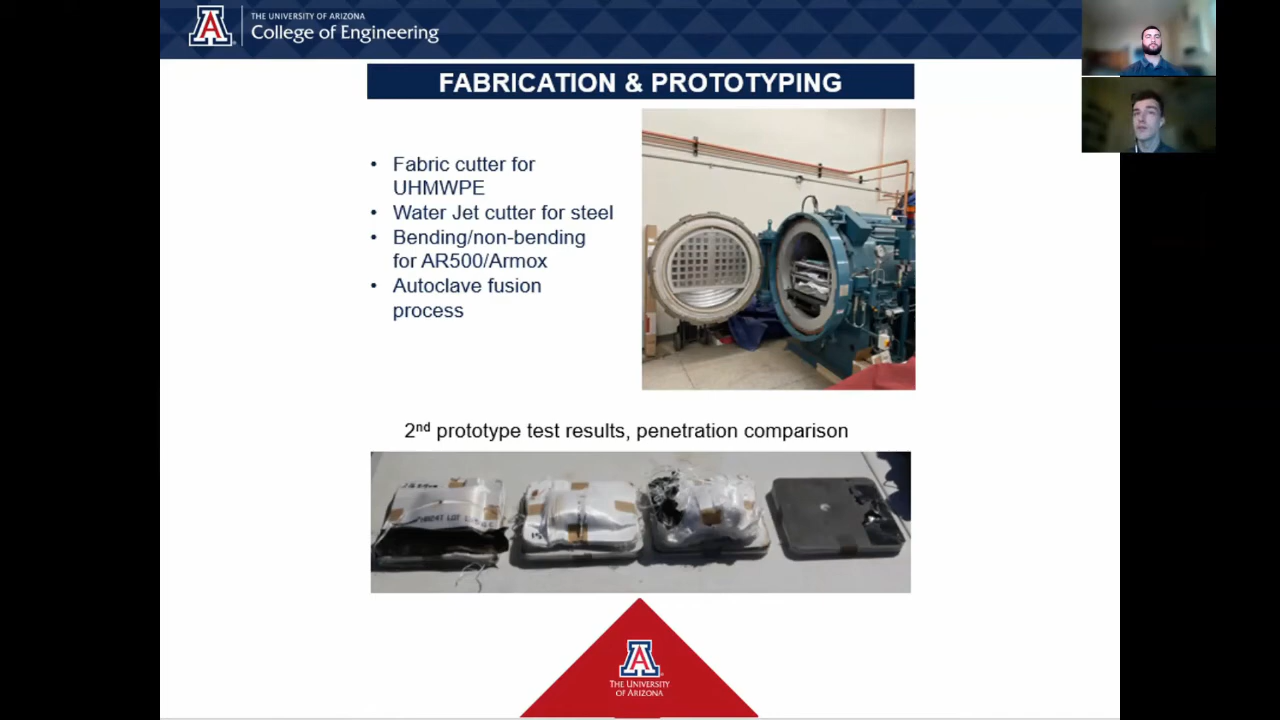 THE UNIVERSITY OF ARIZONA
College of Engineering
FABRICATION & PROTOTYPING
• Fabric cutter for
UHMWPE
• Water Jet cutter for steel
• Bending/non-bending
for AR500/Armox
• Autoclave fusion
process
2nd prototype test results, penetration comparison
A
THE UNIVERSITY
OF ARIZONA